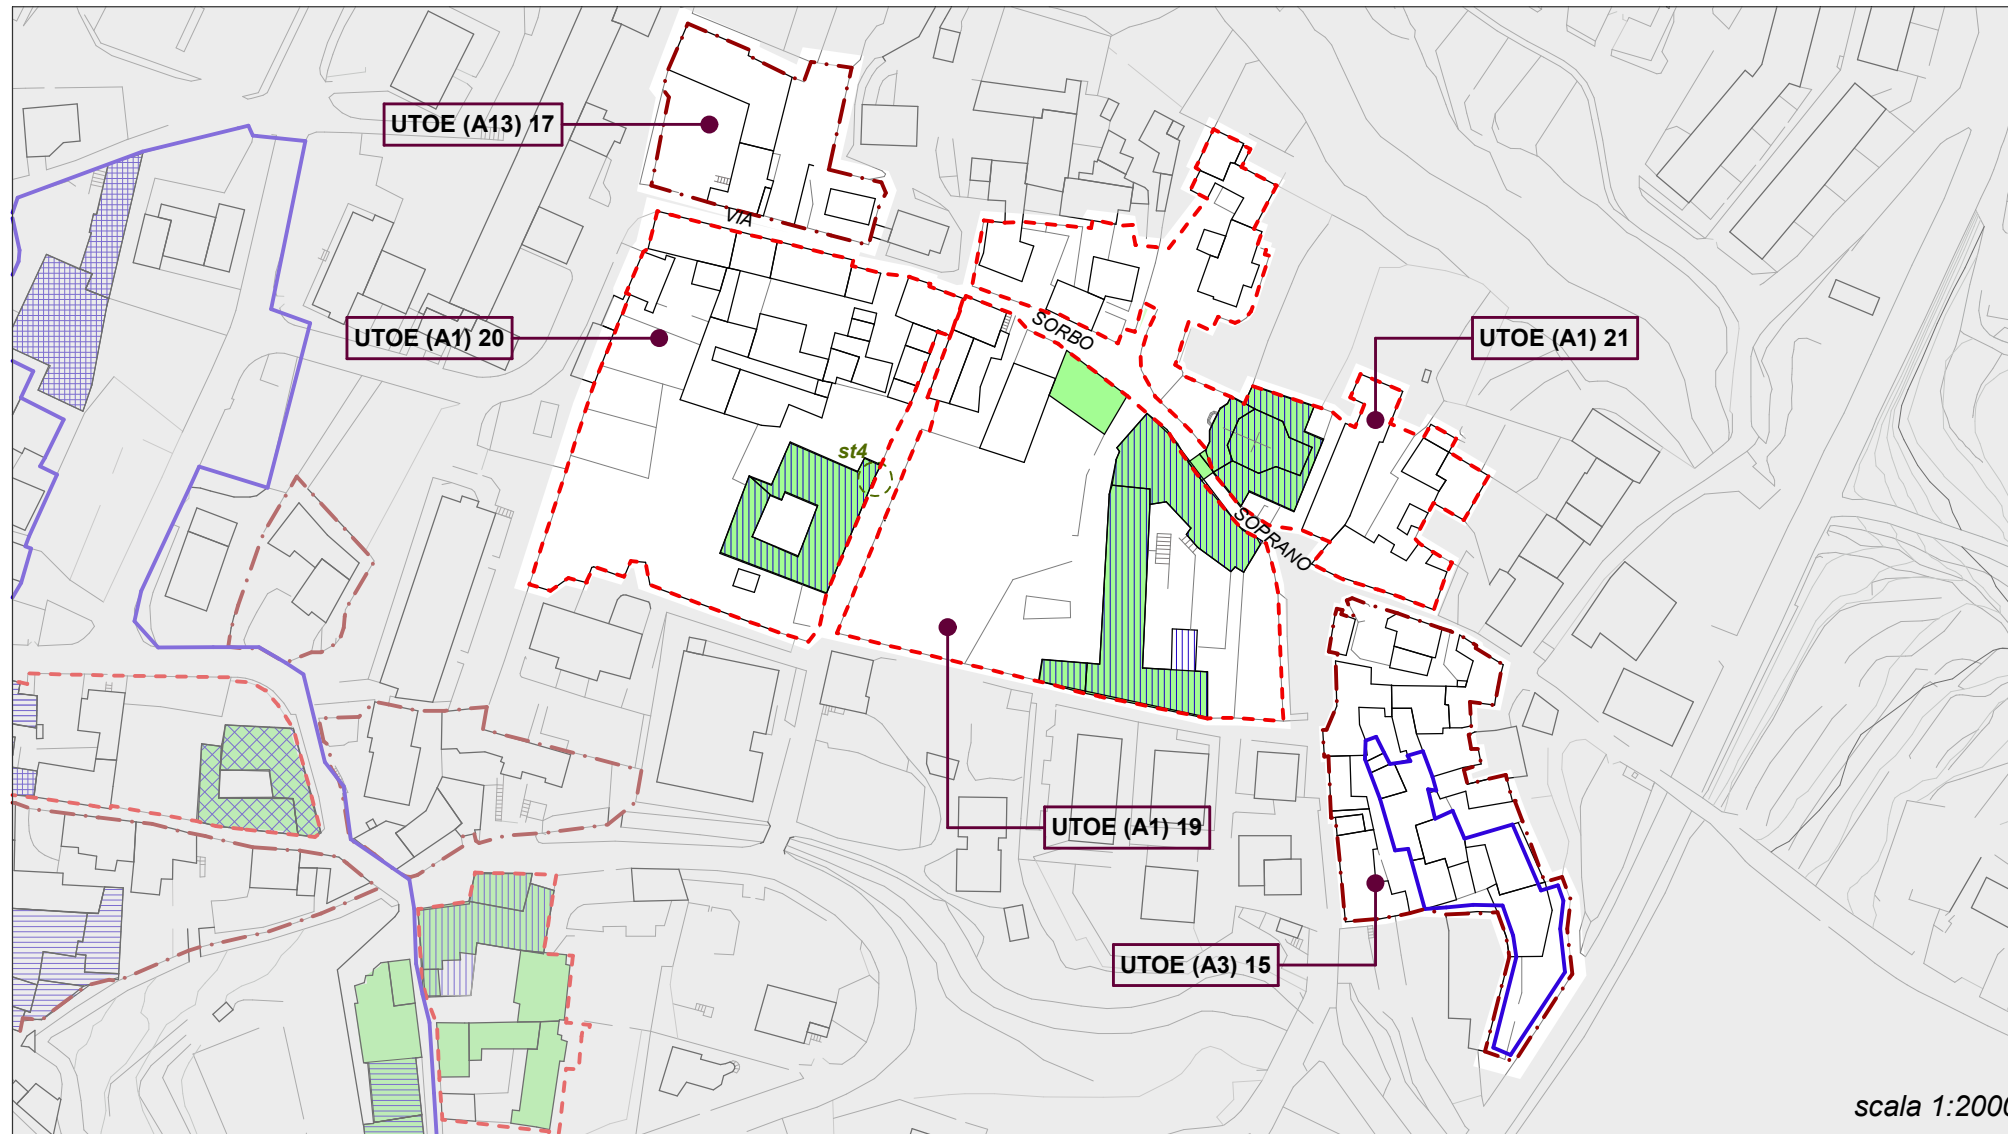 UTOE (A13) 17
VIA
UTOE (A1) 20
SORBO
UTOE (A1) 21
st4
SOPRANO
UTOE (A1) 19
UTOE (A3) 15
scala 1:2000